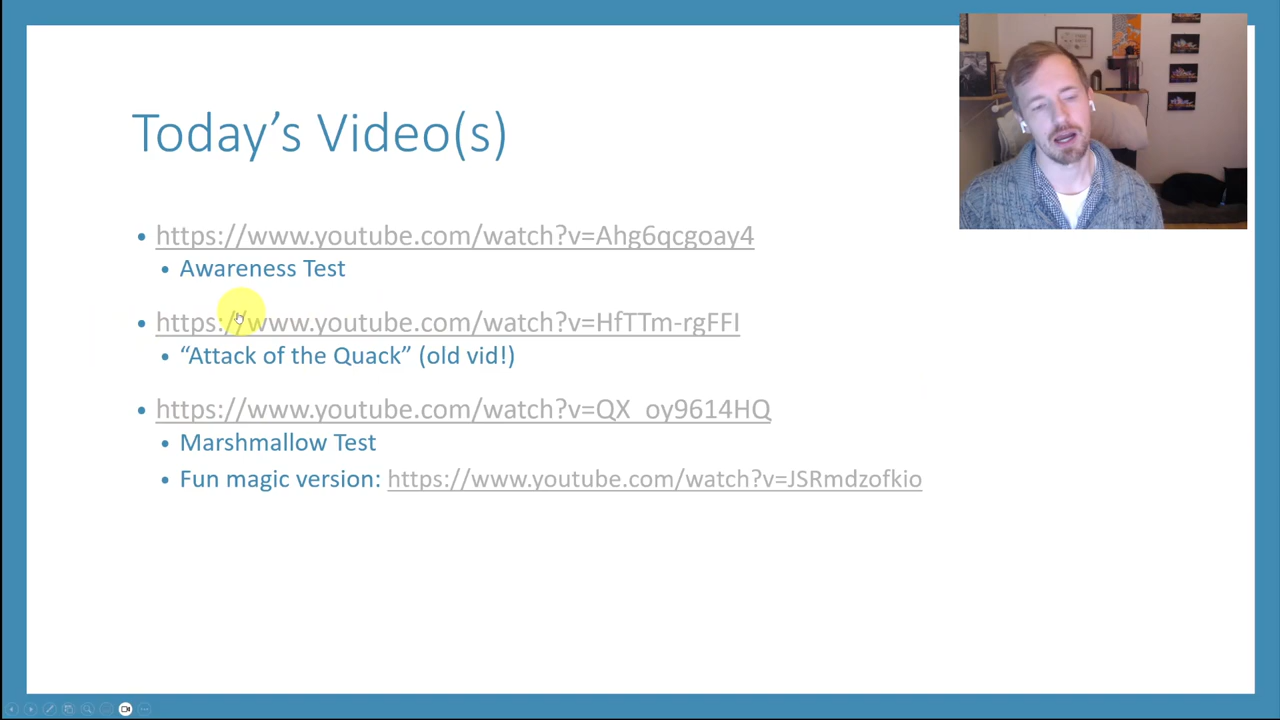 Today's Video(s)
• https://www.youtube.com/watch?v=Ahg6qcgoay4
• Awareness Test
• https://www.youtube.com/watch?v=HfTTm-rgFFI
• “Attack of the Quack” (old vid!)
• https://www.youtube.com/watch?v=QX_oy9614HQ
• Marshmallow Test
• Fun magic version: https://www.youtube.com/watch?v=JSRmdzofkio